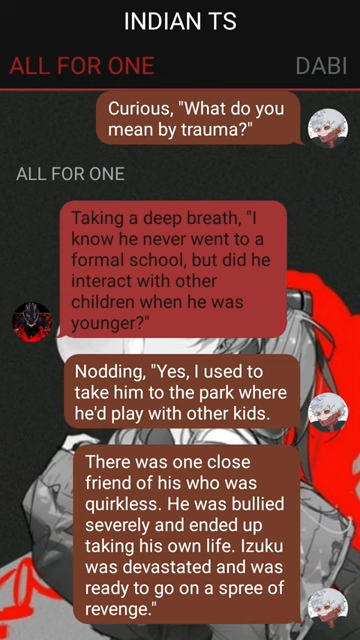 INDIAN TS
ALL FOR ONE
DABI
Curious, "What do you
mean by trauma?"
ALL FOR ONE
Taking a deep breath, "I
know he never went to a
formal school, but did he
interact with other
children when he was
younger?"
Nodding, "Yes, I used to
take him to the park where
he'd play with other kids.
There was one close
friend of his who was
quirkless. He was bullied
severely and ended up
taking his own life. Izuku
was devastated and was
ready to go on a spree of
revenge."